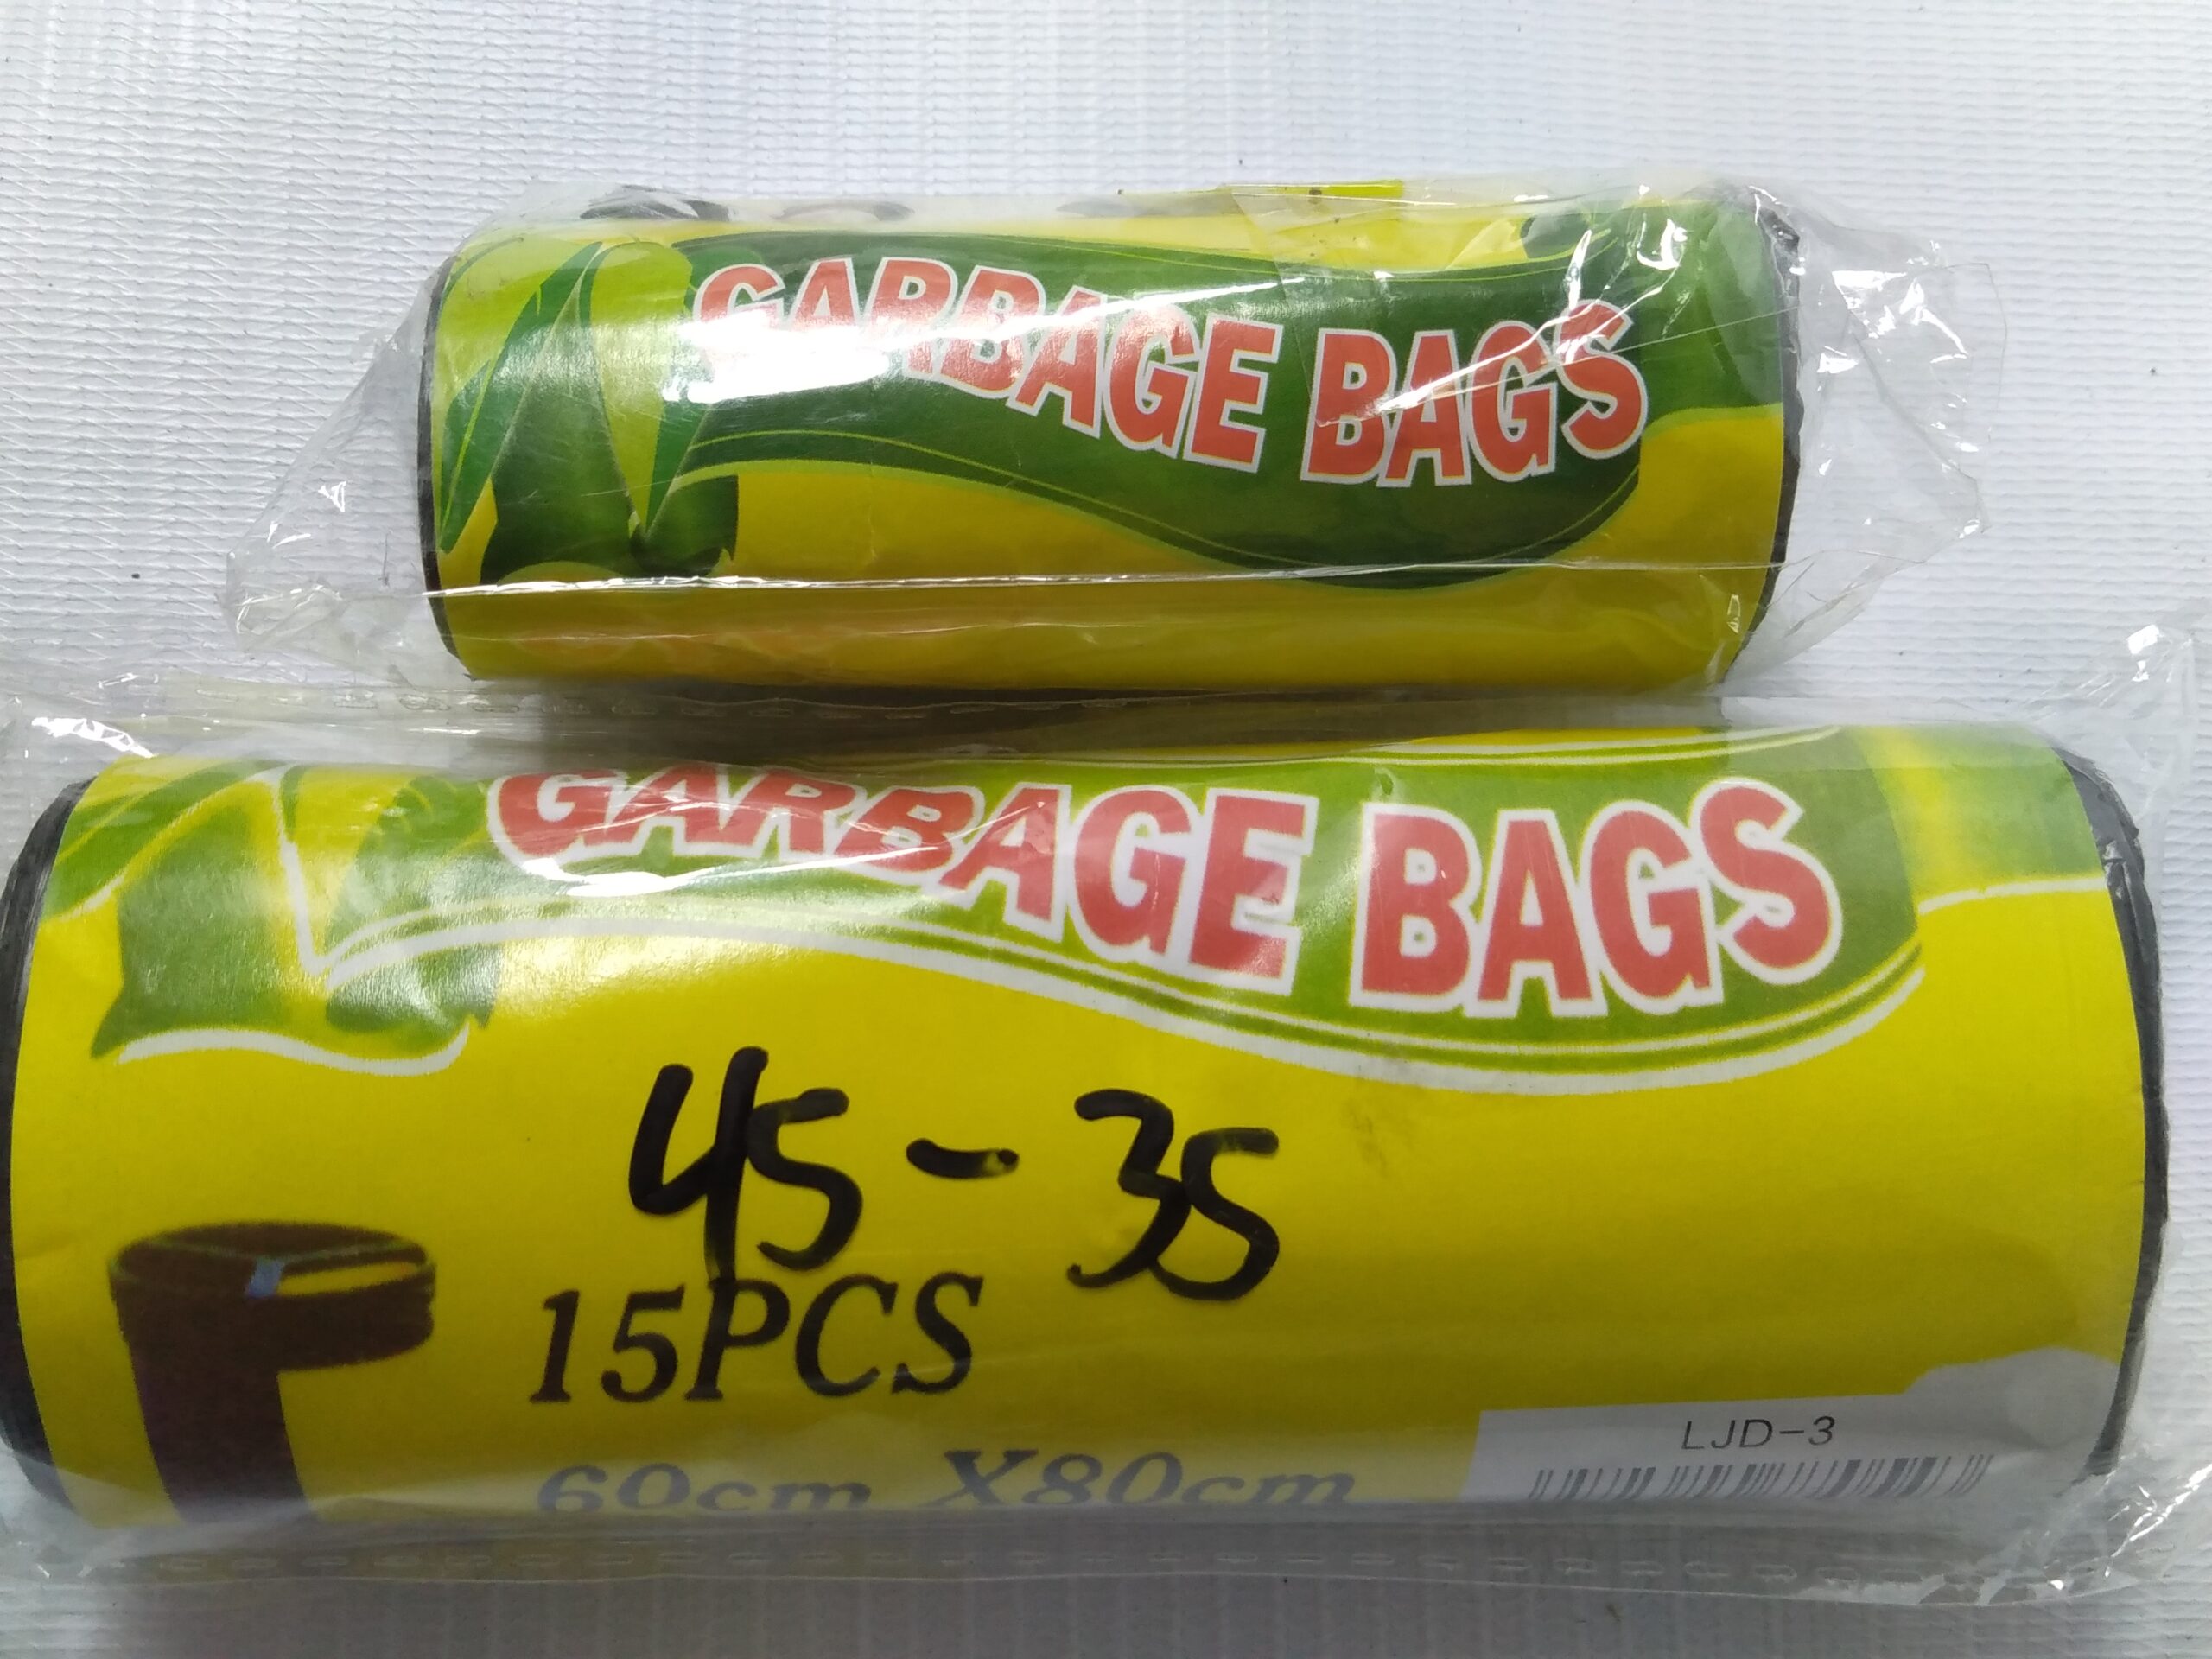 GARBAGE BAGS
GARBAGE BAGS
45-35
15PCS
60cm X80cm
LJD-3